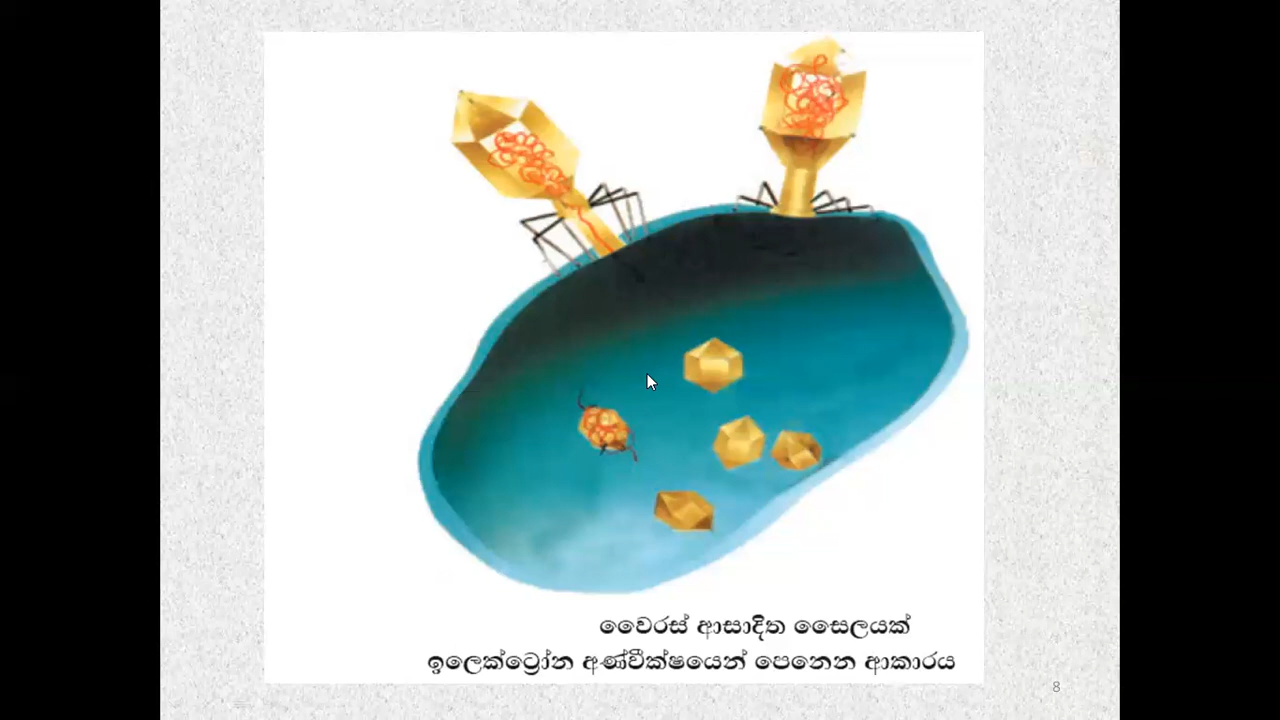 වෛරස් ආසාදිත සෛලයක්
ඉලෙක්ට්‍රෝන අණ්වීක්ෂයෙන් පෙනෙන ආකාරය
8